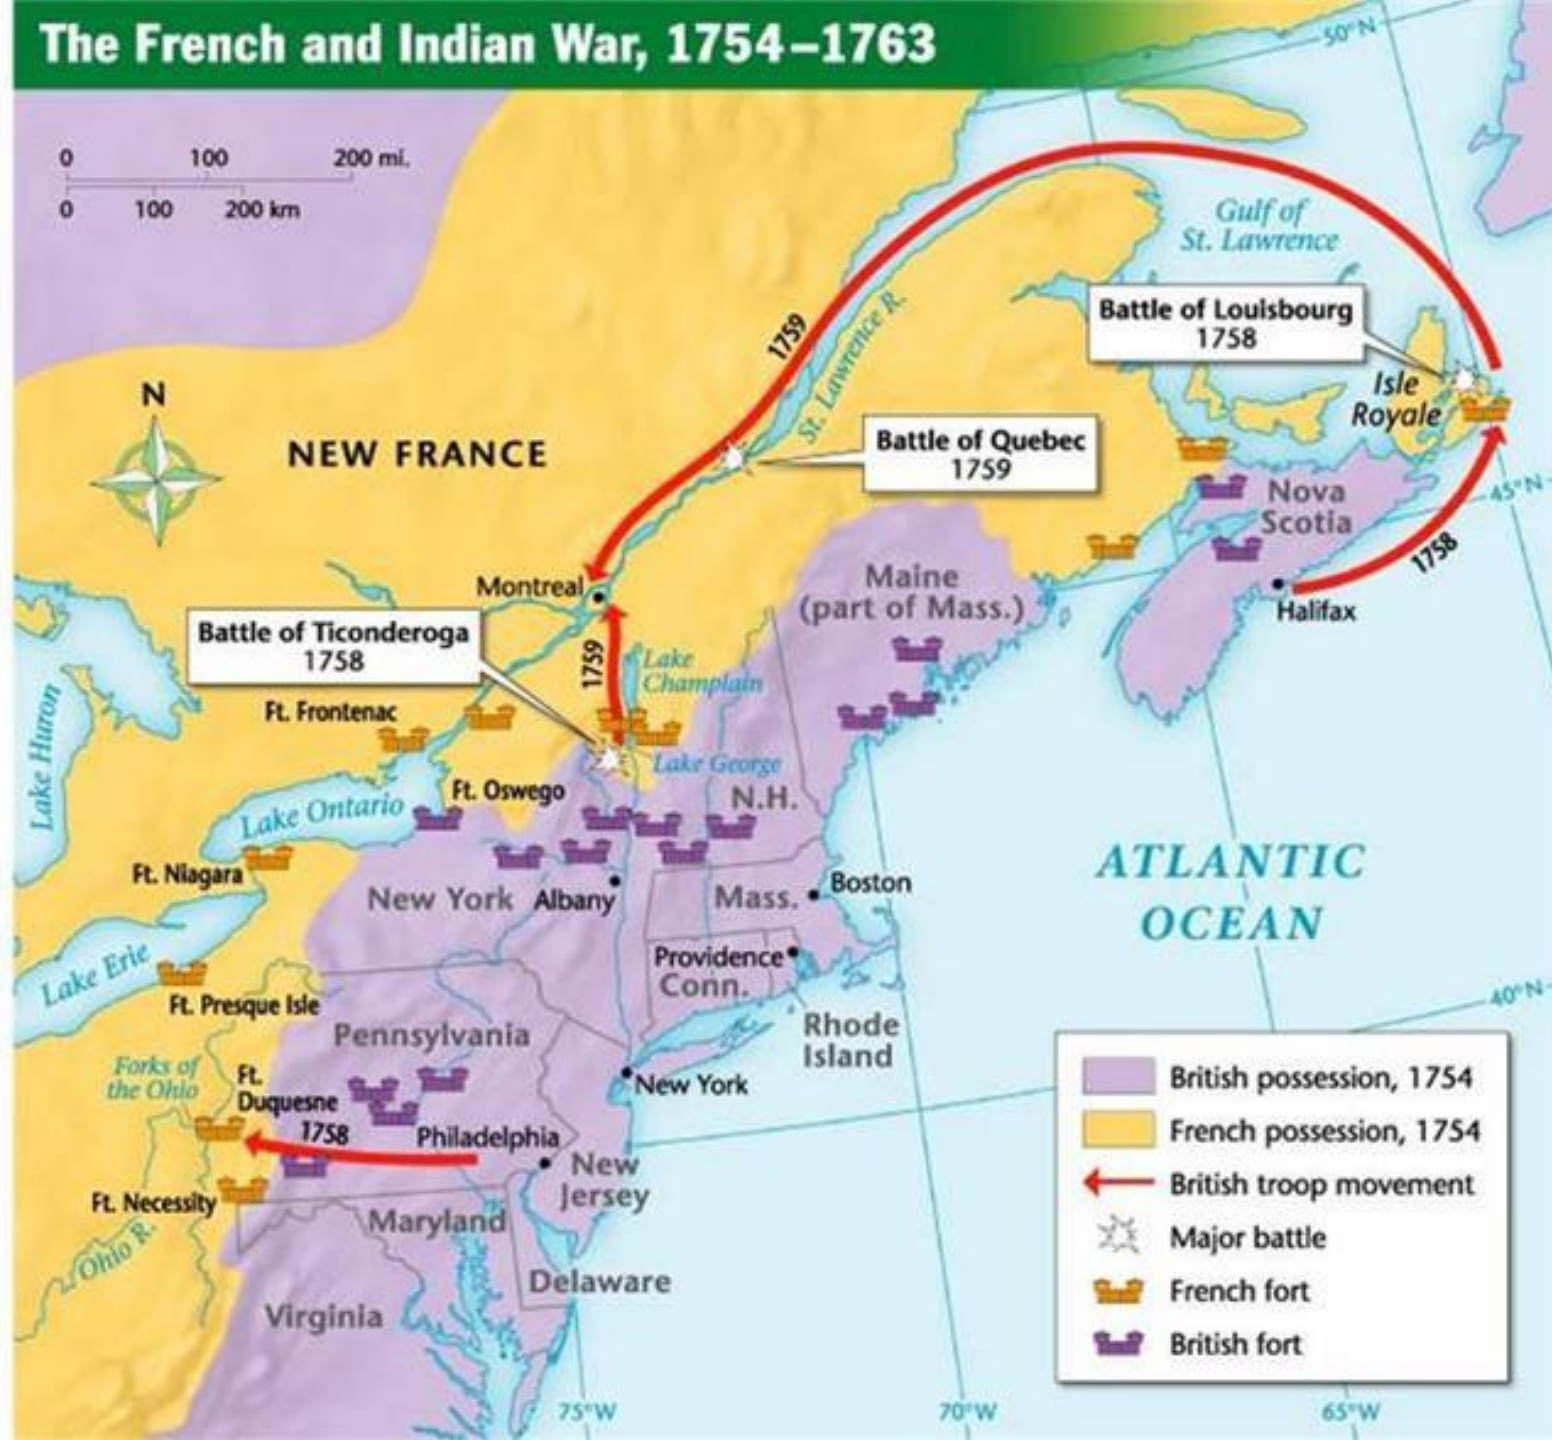 The French and Indian War, 1754–1763
50°N
0 100 200 mi.
0 100 200 km
Gulf of
St. Lawrence
Battle of Louisbourg
1758
1759
St. Lawrence R.
Isle
Royale
N
NEW FRANCE
Battle of Quebec
1759
45°N
Nova
Scotia
1758
Halifax
Maine
(part of Mass.)
Montreal
Battle of Ticonderoga
1758
1759
Lake
Champlain
Lake Huron
Ft. Frontenac
Lake George
Ft. Oswego
N.H.
Lake Ontario
Ft. Niagara
New York
Albany
Mass.
Boston
ATLANTIC
OCEAN
Providence
Conn.
Lake Erie
Ft. Presque Isle
40°N
Rhode
Island
Pennsylvania
Forks of
the Ohio
Ft.
Duquesne
New York
1758
Philadelphia
New
Jersey
Ft. Necessity
Ohio R.
Maryland
Delaware
Virginia
British possession, 1754
French possession, 1754
British troop movement
Major battle
French fort
British fort
75°W
70°W
65°W